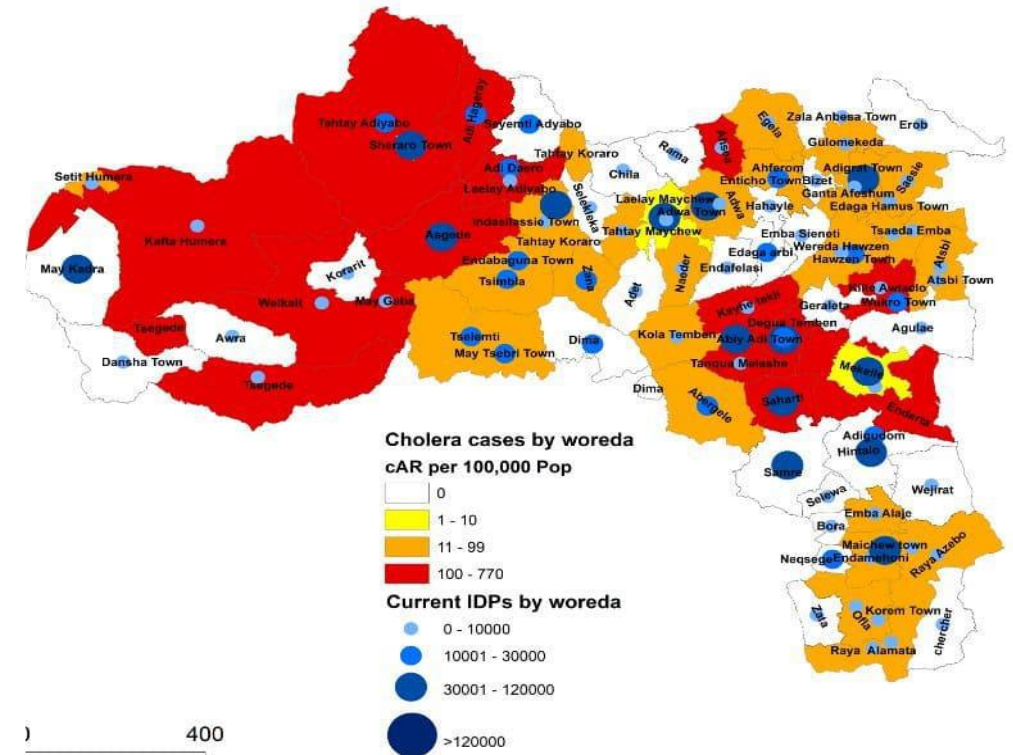 Zala Anbesa Town
Erob
Egela
Adi Hageray
Seyemti Adyabo
Tahtay Adiyabo
Gulomekeda
Sheraro Town
Ahsea
Rama
Tahtay Koraro
Chila
Adi Daero
Ahferom
Adigrat Town
Saesie
Setit Humera
Enticho Town
Bizet
Laelay Adiyabo
Ganta Afeshum
Selekleka
Laelay Maychew
Adwa
Hahayle
Edaga Hamus Town
Adwa Town
Indasilassie Town
Kafta Humera
Asgede
Tahtay Maychew
Emba Sieneti
Tsaeda Emba
Tahtay Koraro
Wereda Hawzen
Edaga arbi
Atsbi
Endabaguna Town
Hawzen Town
May Kadra
Korarit
Endafelasi
Tsimbla
Zana
Naeder
Atsbi Town
Kilte Awlaelo
Adet
Welkait
May Gaba
Keyhe tekli
Geraleta
Wukro Town
Tsegede
Degua Temben
Agulae
Awra
Tselemti
Kola Temben
Abiy Adi Town
Dima
May Tsebri Town
Dansha Town
Tanqua Melashe
Mekelle
Tsegede
Dima
Abergele
Saharti
Enderta
Cholera cases by woreda
Adigudom
Hintalo
cAR per 100,000 Pop
Samre
0
Selewa
Wejirat
1 - 10
Emba Alaje
Bora
11 - 99
Maichew town
Neqsege
Endamehoni
Raya Azebo
100 - 770
Current IDPs by woreda
Zata
Ofla
Korem Town
chercher
0 - 10000
Raya Alamata
10001 - 30000
30001 - 120000
400
>120000